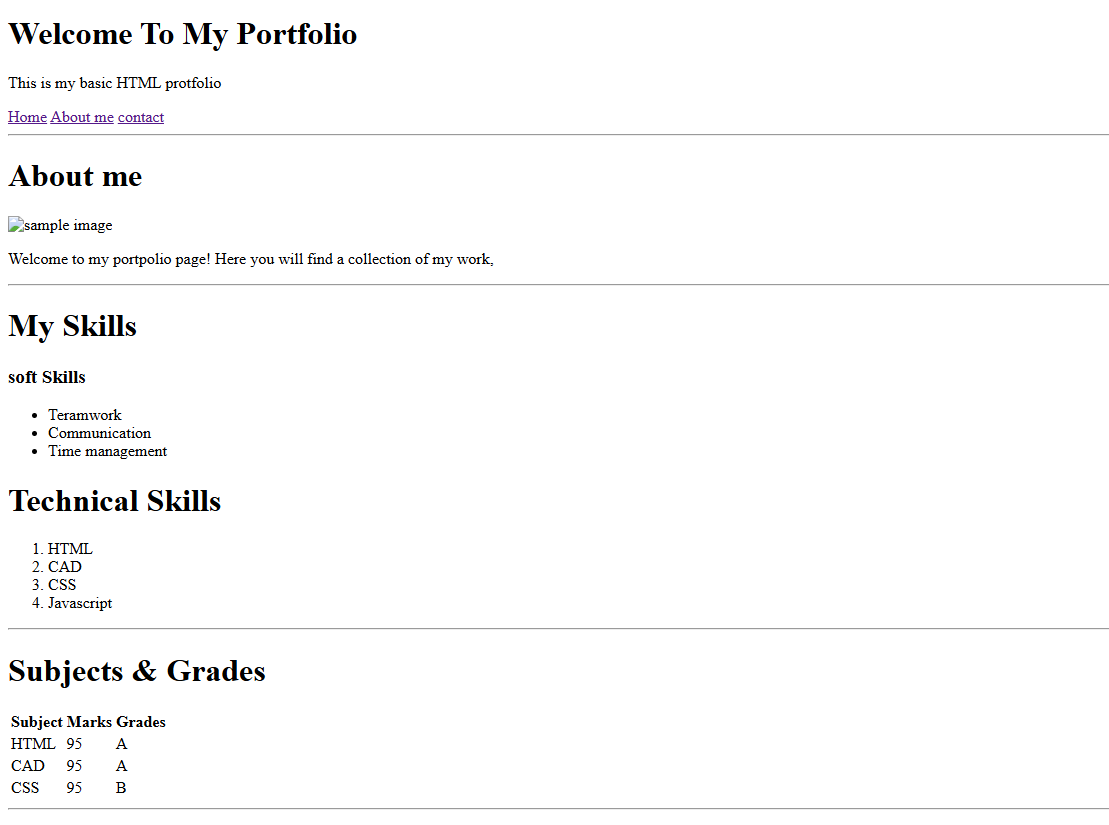 Welcome To My Portfolio
This is my basic HTML protfolio
Home About me contact
About me
sample image
Welcome to my portpolio page! Here you will find a collection of my work,
My Skills
soft Skills
• Teramwork
• Communication
• Time management
Technical Skills
1. HTML
2. CAD
3. CSS
4. Javascript
Subjects & Grades
Subject Marks Grades
HTML 95 A
CAD 95 A
CSS 95 B